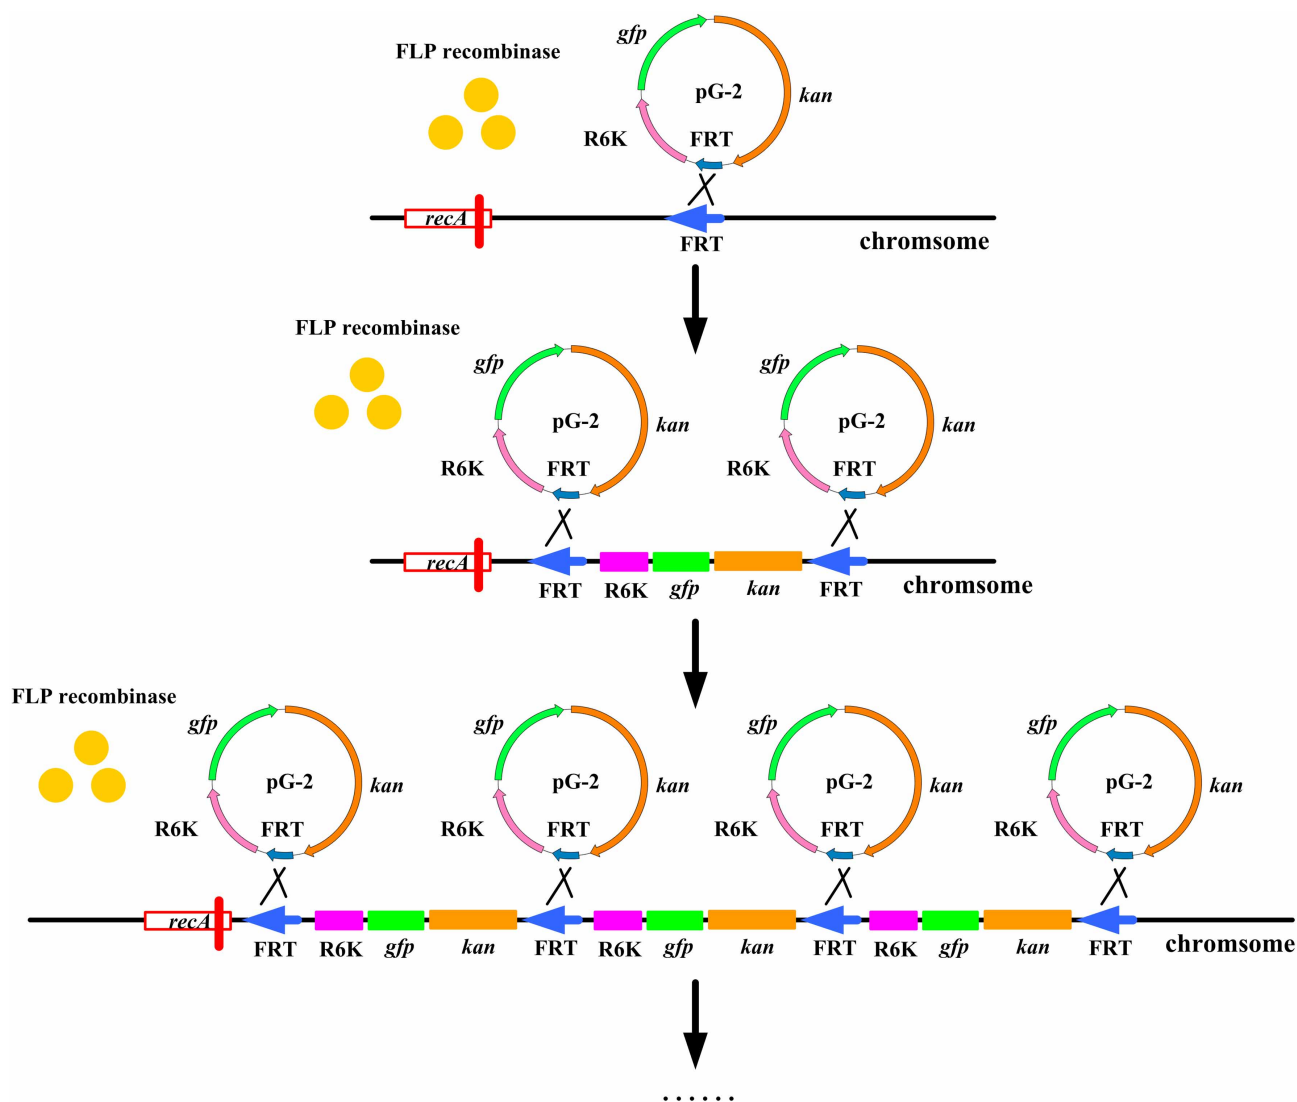 gfp
FLP recombinase
pG-2
kan
FRT
R6K
recA
FRT
chromsome
FLP recombinase
gfp
gfp
pG-2
kan
pG-2
kan
R6K
FRT
R6K
FRT
recA
FRT
R6K
gfp
kan
FRT
chromsome
FLP recombinase
gfp
gfp
gfp
gfp
pG-2
kan
pG-2
kan
pG-2
kan
pG-2
kan
R6K
FRT
R6K
FRT
R6K
FRT
R6K
FRT
recA
FRT
R6K
gfp
kan
FRT
R6K
gfp
kan
FRT
R6K
gfp
kan
FRT
chromsome
......